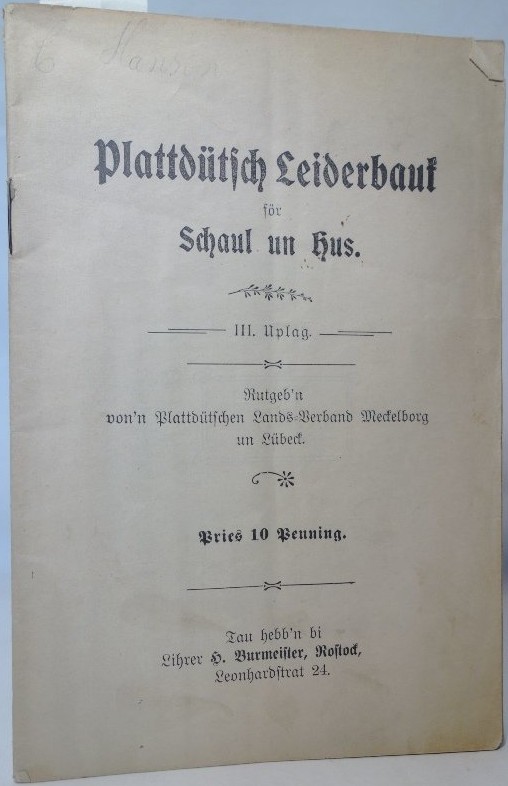 Hansen
Plattdütsch Leiderbauk
för
Schaul un Hus.
III. Uplag.
Rutgeb'n
von'n Plattdütschen Lands-Verband Meckelborg
un Lübeck.
Pries 10 Penning.
Tau hebb'n bi
Lihrer H. Burmeister, Rostock,
Leonhardstrat 24.